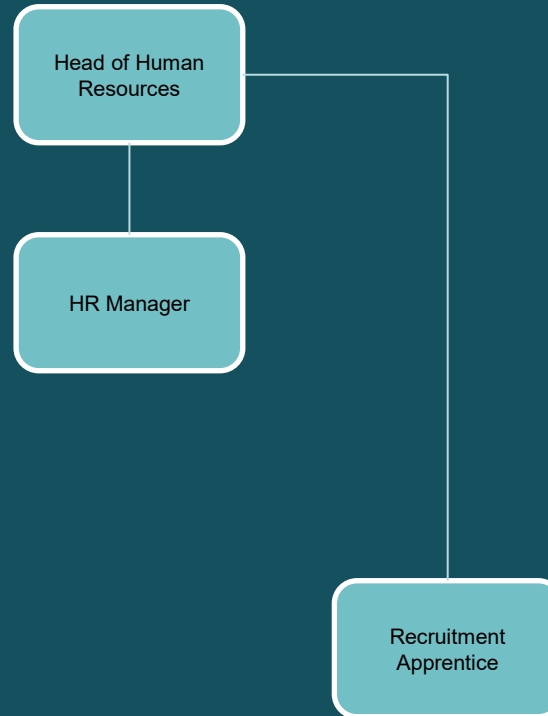 Head of Human
Resources
HR Manager
Recruitment
Apprentice